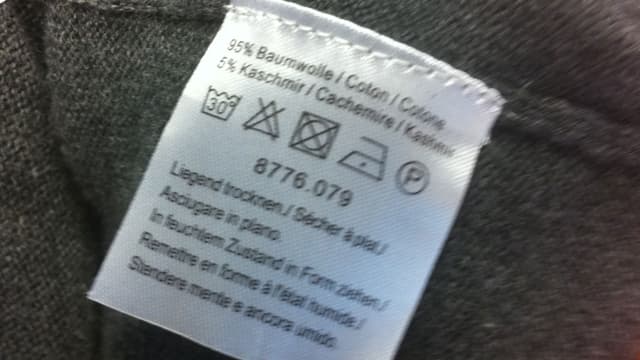 95% Baumwolle / Coton / Cotone
5% Kaschmir / Cachemire / Kashmir
30° P
8776.079
Liegend trocknen./ Sécher à plat./
Asciugare in piano.
In feuchtem Zustand in Form ziehen./
Remettre en forme à l'état humide./
Stendere mentre è ancora umido.